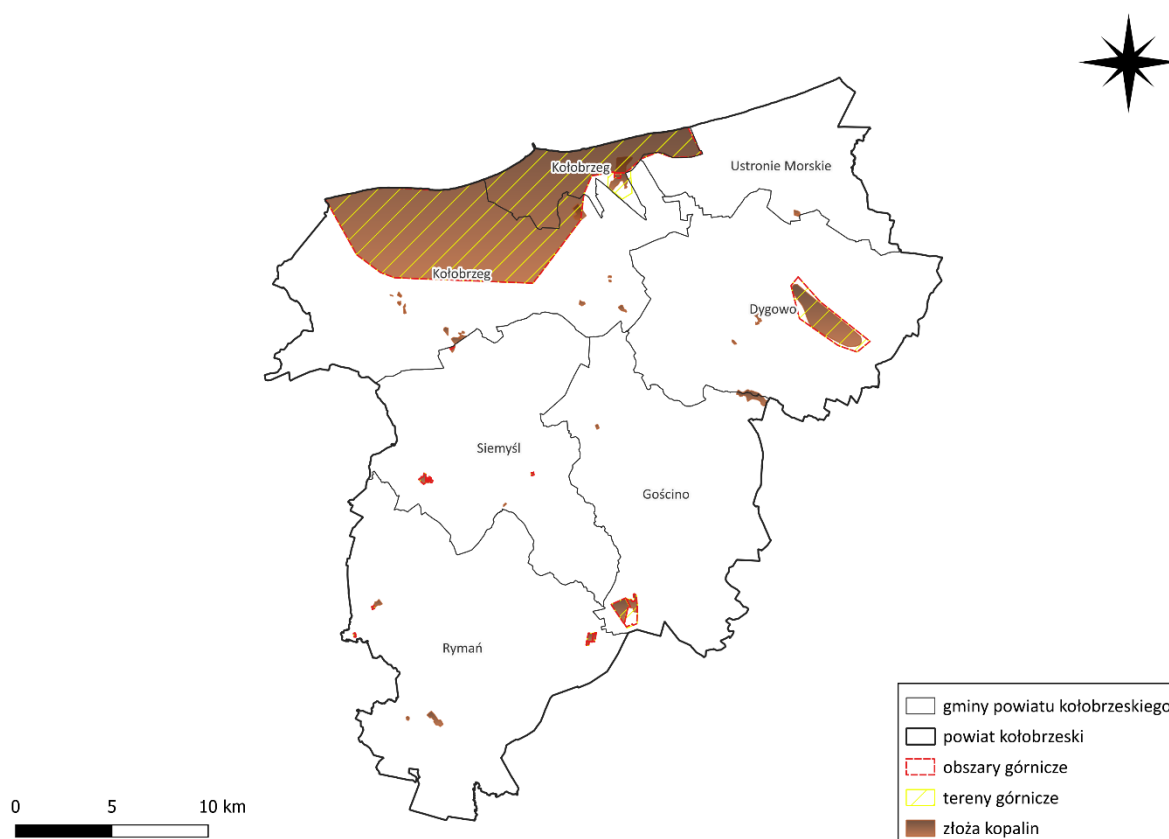 Kołobrzeg
Ustronie Morskie
Kołobrzeg
Dygowo
Siemyśl
Gościno
Rymań
gminy powiatu kołobrzeskiego
powiat kołobrzeski
obszary górnicze
tereny górnicze
złoża kopalin
0 5 10 km